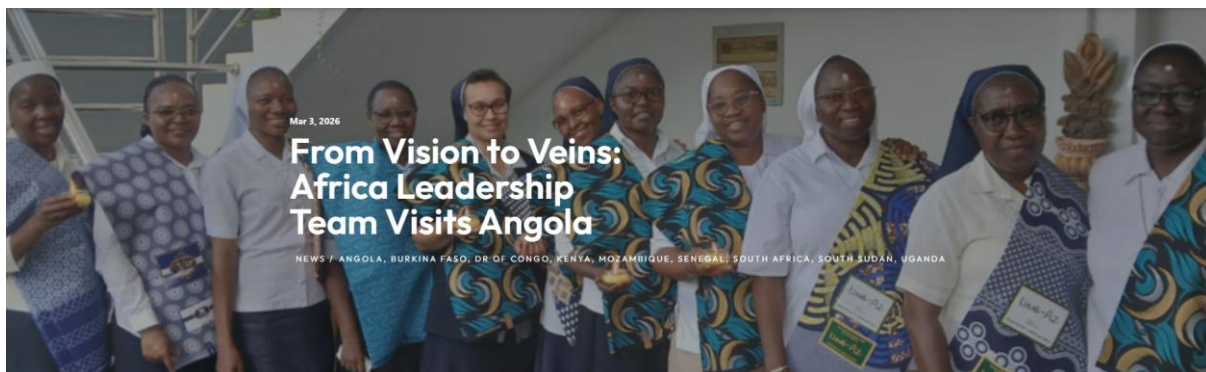 Mar 3, 2026
From Vision to Veins:
Africa Leadership
Team Visits Angola
NEWS / ANGOLA, BURKINA FASO, DR OF CONGO, KENYA, MOZAMBIQUE, SENEGAL, SOUTH AFRICA, SOUTH SUDAN, UGANDA